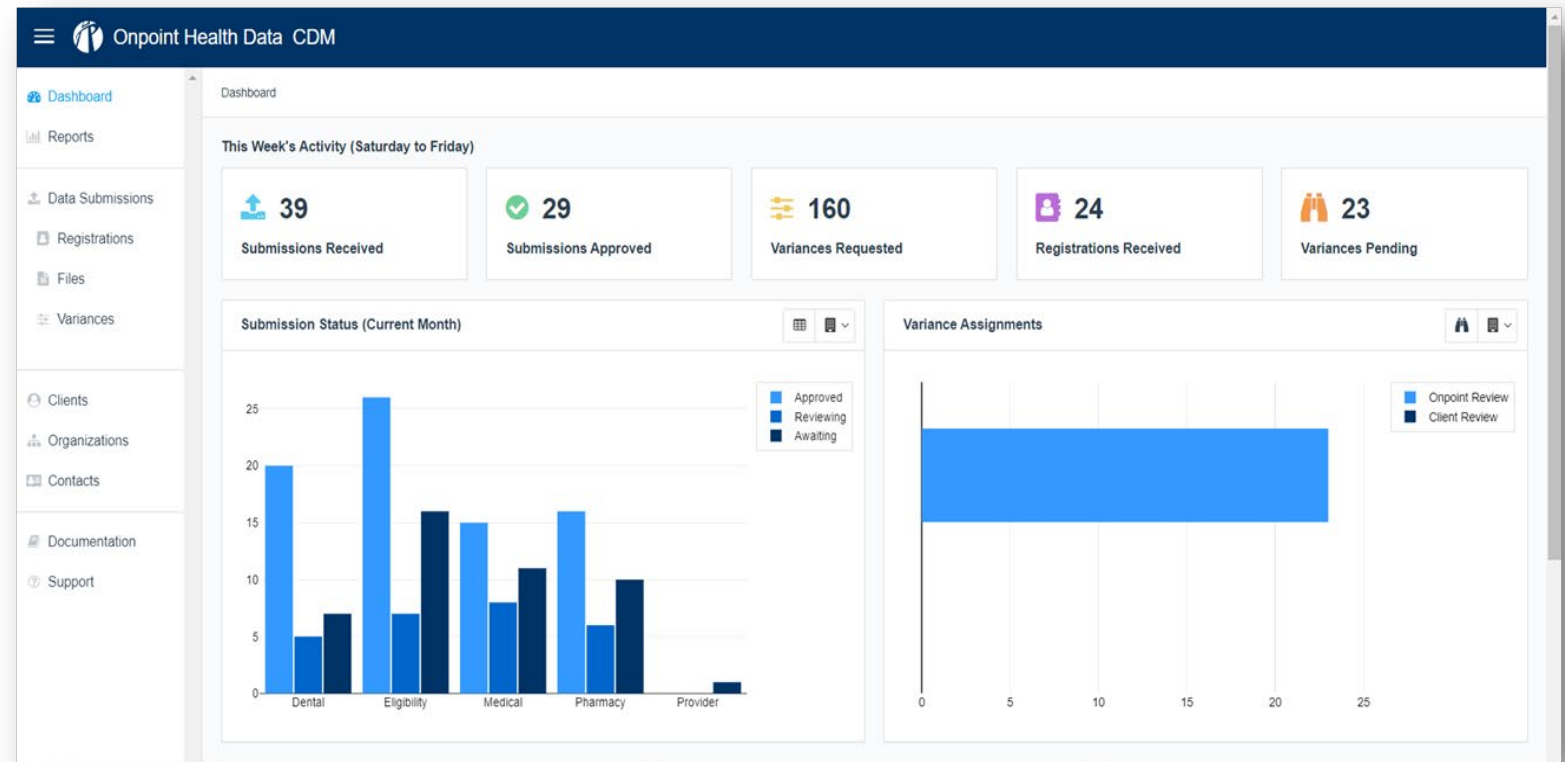 Onpoint Health Data CDM
Dashboard
Reports
Data Submissions
Registrations
Files
Variances
Clients
Organizations
Contacts
Documentation
Support
Dashboard
This Week's Activity (Saturday to Friday)
39
Submissions Received
29
Submissions Approved
160
Variances Requested
24
Registrations Received
23
Variances Pending
Submission Status (Current Month)
25
20
15
10
5
0
Dental Eligibility Medical Pharmacy Provider
Approved
Reviewing
Awaiting
Variance Assignments
Onpoint Review
Client Review
0 5 10 15 20 25